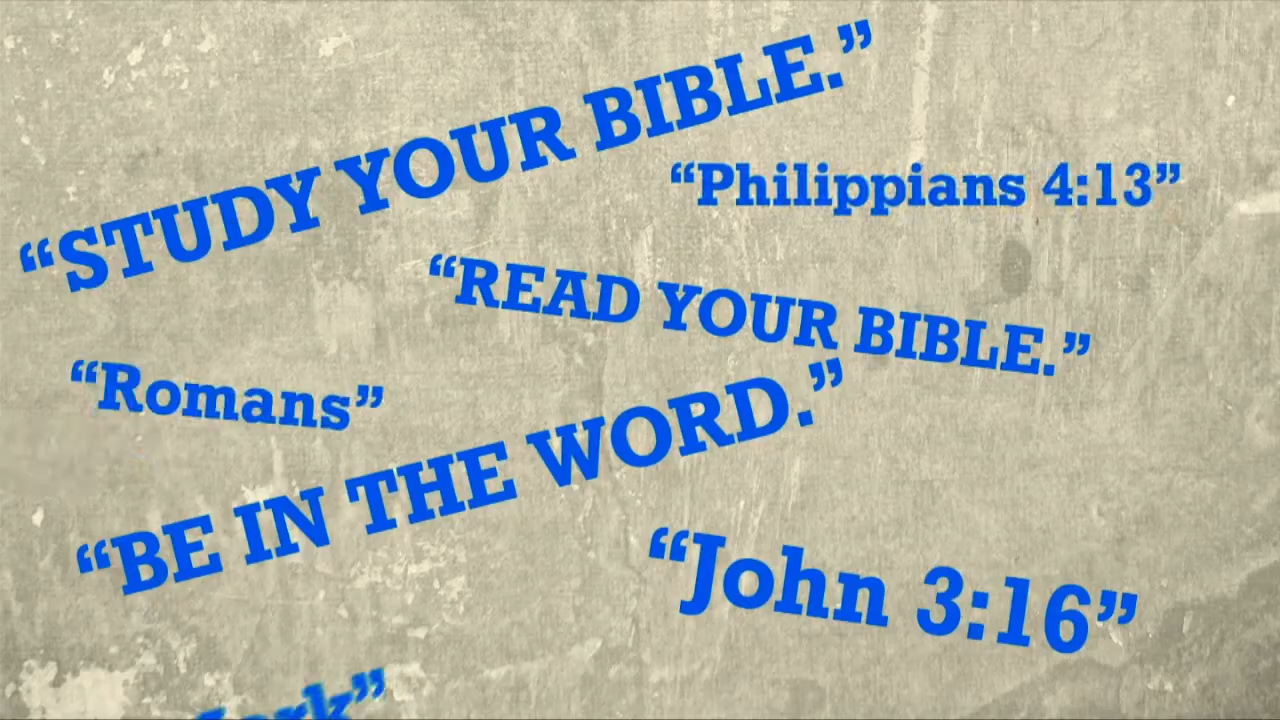 “STUDY YOUR BIBLE.”
“Philippians 4:13”
“READ YOUR BIBLE.”
“Romans”
“BE IN THE WORD.”
“John 3:16”